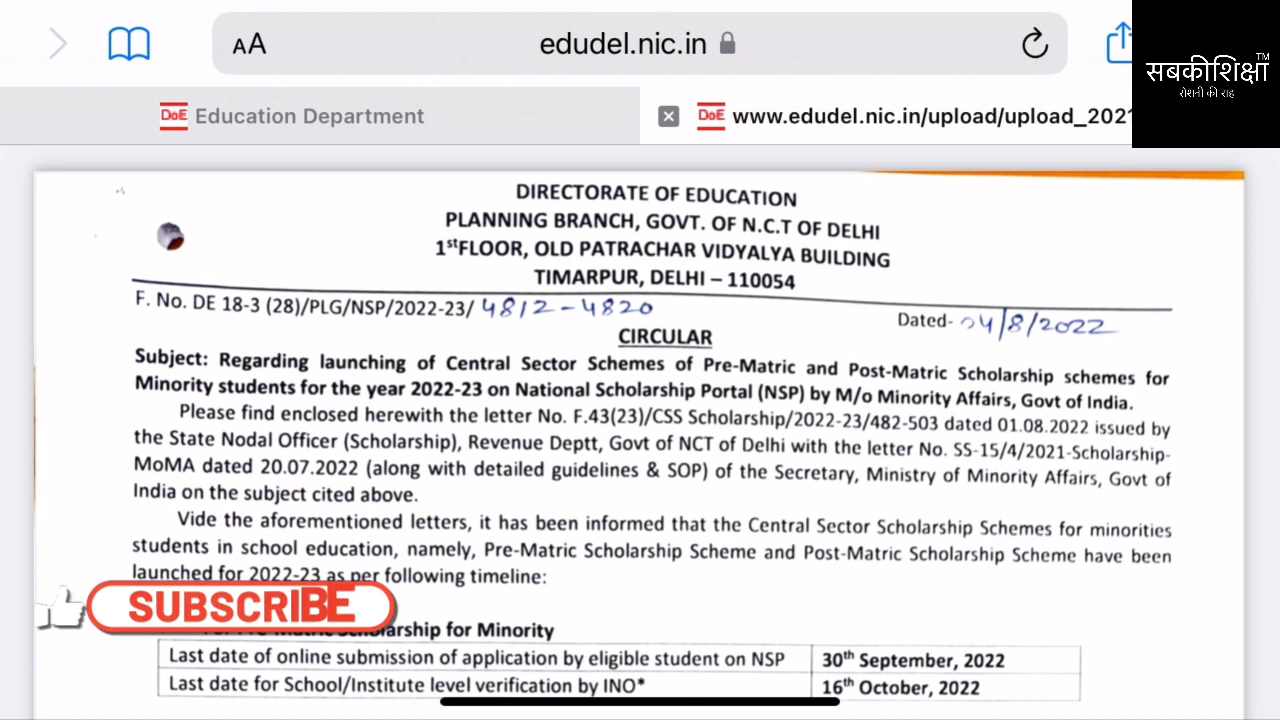 AA edudel.nic.in
सबकीशिक्षा™
रोशनी की राह
DoE Education Department
DoE www.edudel.nic.in/upload/upload_2021
DIRECTORATE OF EDUCATION
PLANNING BRANCH, GOVT. OF N.C.T OF DELHI
1stFLOOR, OLD PATRACHAR VIDYALYA BUILDING
TIMARPUR, DELHI – 110054
F. No. DE 18-3 (28)/PLG/NSP/2022-23/ 4812-4820
Dated- 04/8/2022
CIRCULAR
Subject: Regarding launching of Central Sector Schemes of Pre-Matric and Post-Matric Scholarship schemes for
Minority students for the year 2022-23 on National Scholarship Portal (NSP) by M/o Minority Affairs, Govt of India.
Please find enclosed herewith the letter No. F.43(23)/CSS Scholarship/2022-23/482-503 dated 01.08.2022 issued by
the State Nodal Officer (Scholarship), Revenue Deptt, Govt of NCT of Delhi with the letter No. SS-15/4/2021-Scholarship-
MoMA dated 20.07.2022 (along with detailed guidelines & SOP) of the Secretary, Ministry of Minority Affairs, Govt of
India on the subject cited above.
Vide the aforementioned letters, it has been informed that the Central Sector Scholarship Schemes for minorities
students in school education, namely, Pre-Matric Scholarship Scheme and Post-Matric Scholarship Scheme have been
launched for 2022-23 as per following timeline:
SUBSCRIBE
Scholarship for Minority
Last date of online submission of application by eligible student on NSP 30th September, 2022
Last date for School/Institute level verification by INO* 16th October, 2022